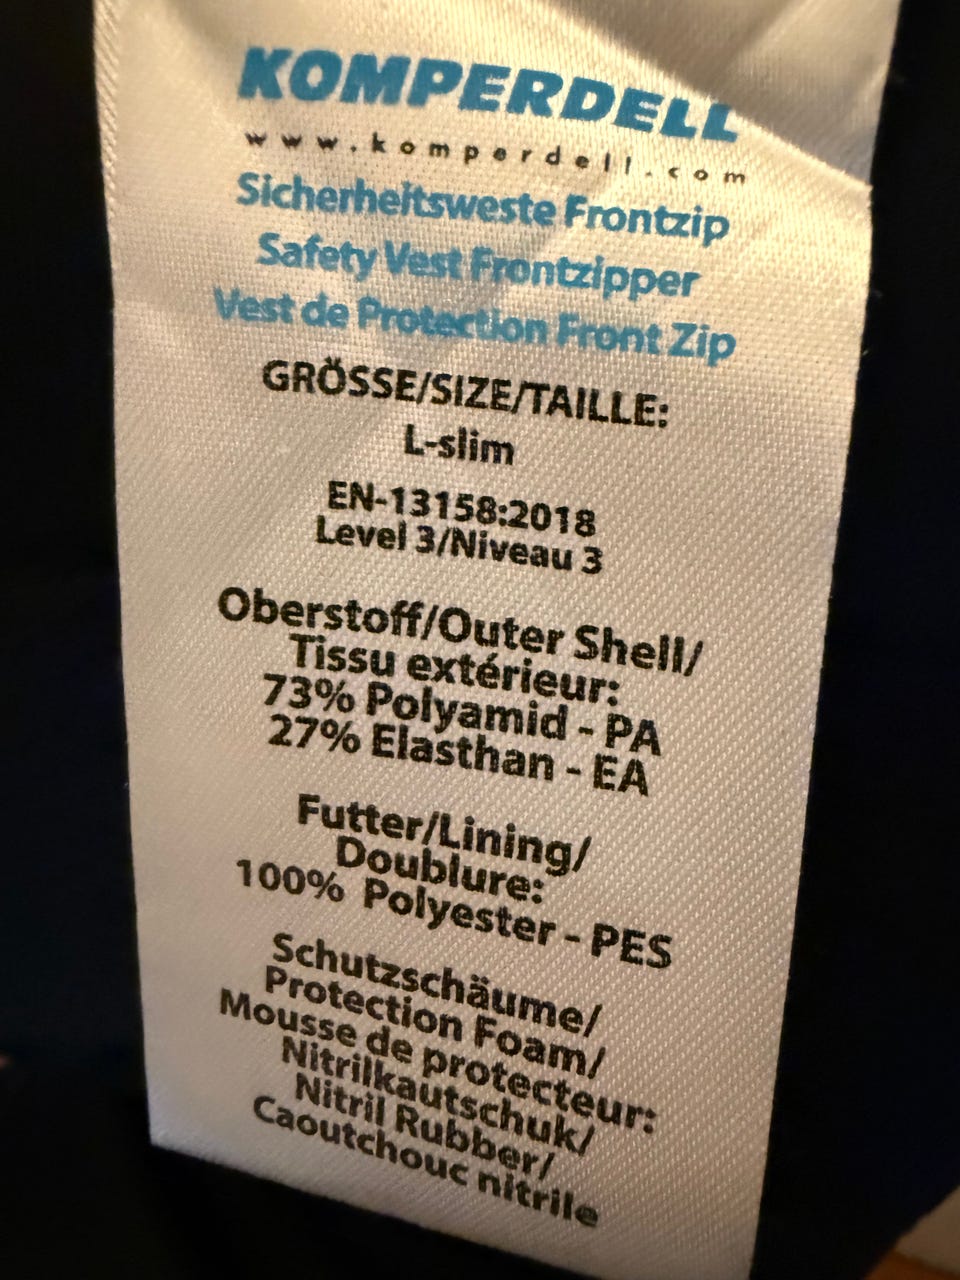 KOMPERDELL
www.komperdell.com
Sicherheitsweste Frontzip
Safety Vest Frontzipper
Vest de Protection Front Zip
GRÖSSE/SIZE/TAILLE:
L-slim
EN-13158:2018
Level 3/Niveau 3
Oberstoff/Outer Shell/
Tissu extérieur:
73% Polyamid - PA
27% Elasthan - EA
Futter/Lining/
Doublure:
100% Polyester - PES
Schutzschäume/
Protection Foam/
Mousse de protecteur:
Nitrilkautschuk/
Nitril Rubber/
Caoutchouc nitrile